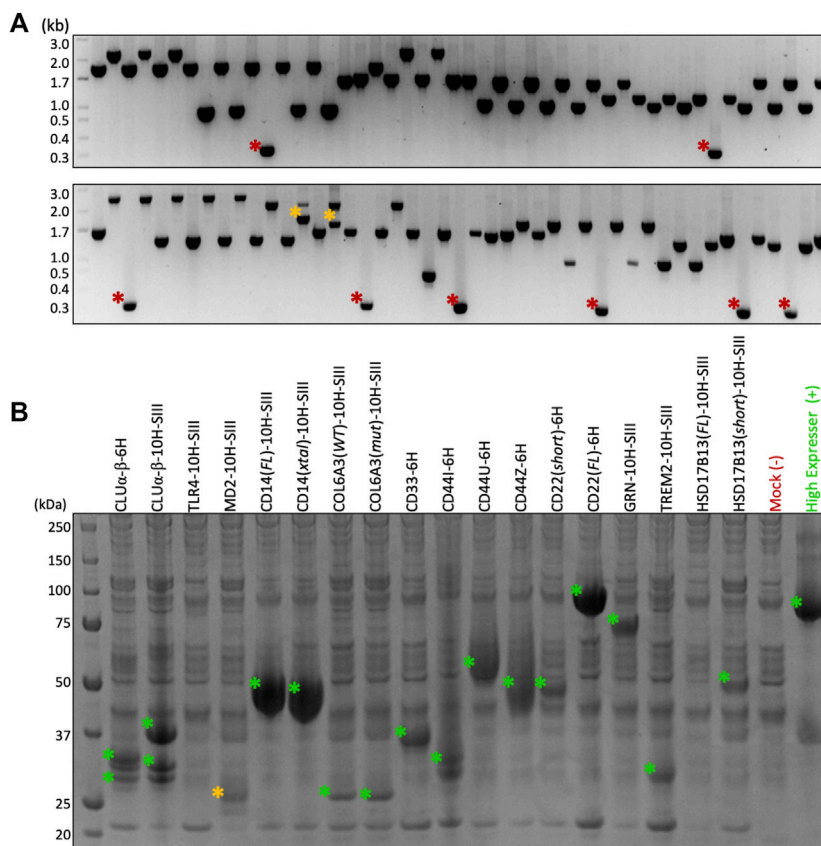 A
(kb)
3.0
2.0
1.7
1.0
0.5
0.4
0.3
*
*
3.0
2.0
1.7
1.0
0.5
0.4
0.3
* *
* * * * * *
B
CLUα-β-6H
CLUα-β-10H-SIII
TLR4-10H-SIII
MD2-10H-SIII
CD14(FL)-10H-SIII
CD14(xtal)-10H-SIII
COL6A3(WT)-10H-SIII
COL6A3(mut)-10H-SIII
CD33-6H
CD44I-6H
CD44U-6H
CD44Z-6H
CD22(short)-6H
CD22(FL)-6H
GRN-10H-SIII
TREM2-10H-SIII
HSD17B13(FL)-10H-SIII
HSD17B13(short)-10H-SIII
Mock (-)
High Expresser (+)
(kDa)
250
150
100
75
50
37
25
20